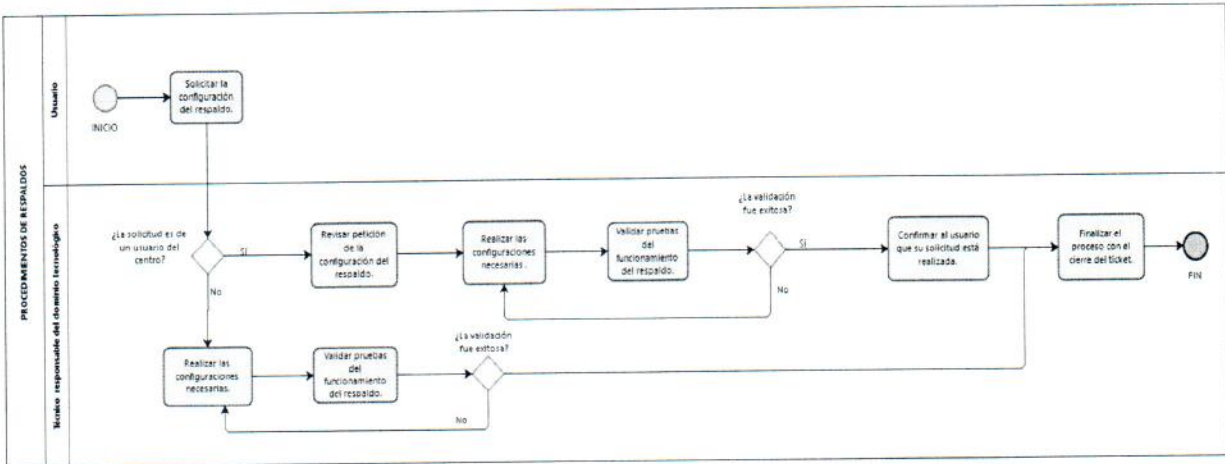 PROCEDIMIENTOS DE RESPALDOS
Usuario
INICIO
Solicitar la
configuración
del respaldo.
Técnico responsable del dominio tecnológico
¿La solicitud es de
un usuario del
centro?
Sí
No
Revisar petición
de la
configuración del
respaldo.
Realizar las
configuraciones
necesarias .
Validar pruebas
del
funcionamiento
del respaldo.
¿La validación
fue exitosa?
Sí
No
Confirmar al usuario
que su solicitud está
realizada.
Finalizar el
proceso con el
cierre del ticket.
FIN
Realizar las
configuraciones
necesarias.
Validar pruebas
del
funcionamiento
del respaldo.
¿La validación
fue exitosa?
No